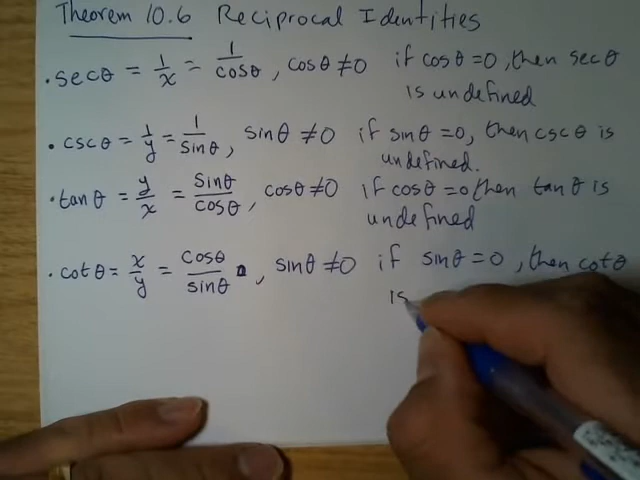 Theorem 10.6 Reciprocal Identities
. secθ = 1/x = 1/cosθ , cosθ ≠ 0 if cosθ = 0 , then secθ
is undefined
. cscθ = 1/y = 1/sinθ , sinθ ≠ 0 if sinθ = 0, then cscθ is
undefined.
. tanθ = y/x = sinθ/cosθ , cosθ ≠ 0 if cosθ = 0 then tanθ is
undefined
. cotθ = x/y = cosθ/sinθ , sinθ ≠ 0 if sinθ = 0 , then cotθ
is